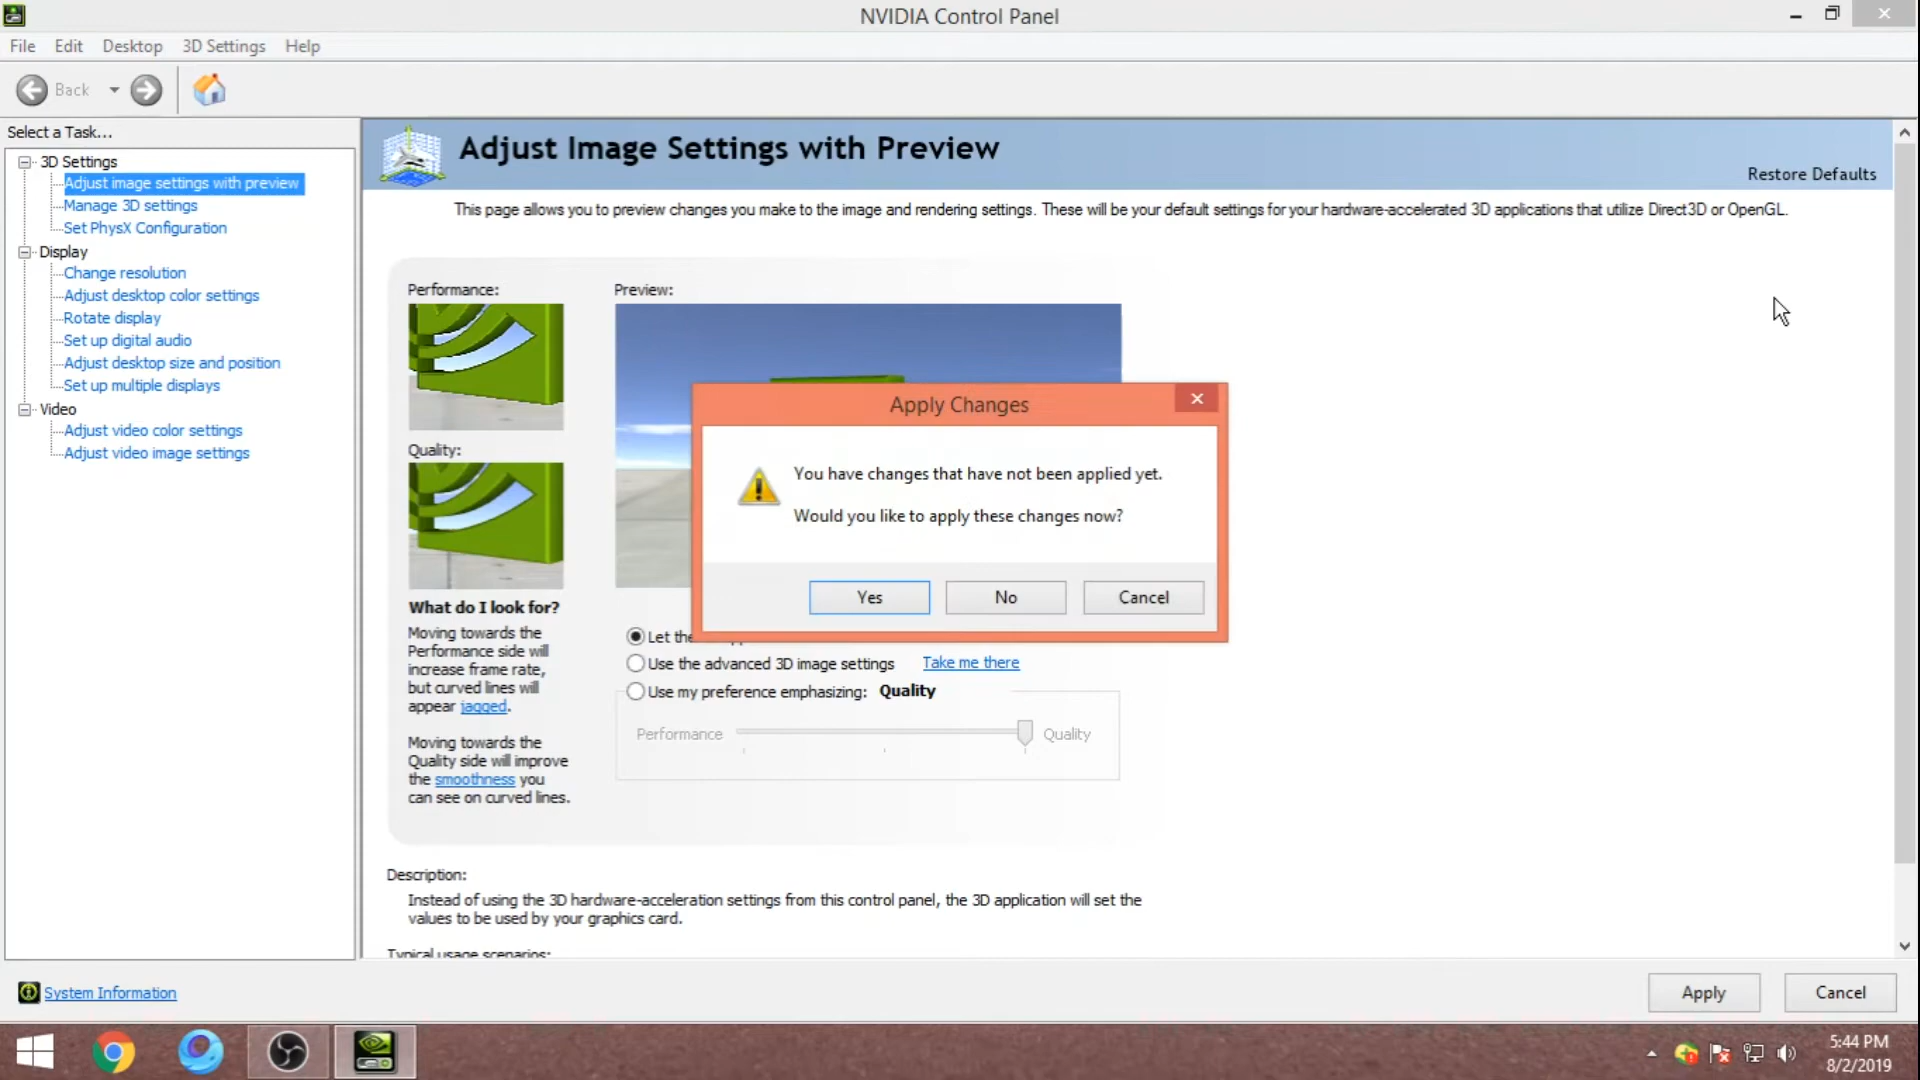 NVIDIA Control Panel
File Edit Desktop 3D Settings Help
Back
Select a Task...
3D Settings
Adjust image settings with preview
Manage 3D settings
Set PhysX Configuration
Display
Change resolution
Adjust desktop color settings
Rotate display
Set up digital audio
Adjust desktop size and position
Set up multiple displays
Video
Adjust video color settings
Adjust video image settings
Adjust Image Settings with Preview
Restore Defaults
This page allows you to preview changes you make to the image and rendering settings. These will be your default settings for your hardware-accelerated 3D applications that utilize Direct3D or OpenGL.
Performance:
Preview:
Quality:
What do I look for?
Moving towards the
Performance side will
increase frame rate,
but curved lines will
appear jagged.
Moving towards the
Quality side will improve
the smoothness you
can see on curved lines.
Apply Changes
You have changes that have not been applied yet.
Would you like to apply these changes now?
Yes No Cancel
Let the
Use the advanced 3D image settings Take me there
Use my preference emphasizing: Quality
Performance Quality
Description:
Instead of using the 3D hardware-acceleration settings from this control panel, the 3D application will set the
values to be used by your graphics card.
Typical usage scenarios:
System Information
Apply Cancel
5:44 PM
8/2/2019